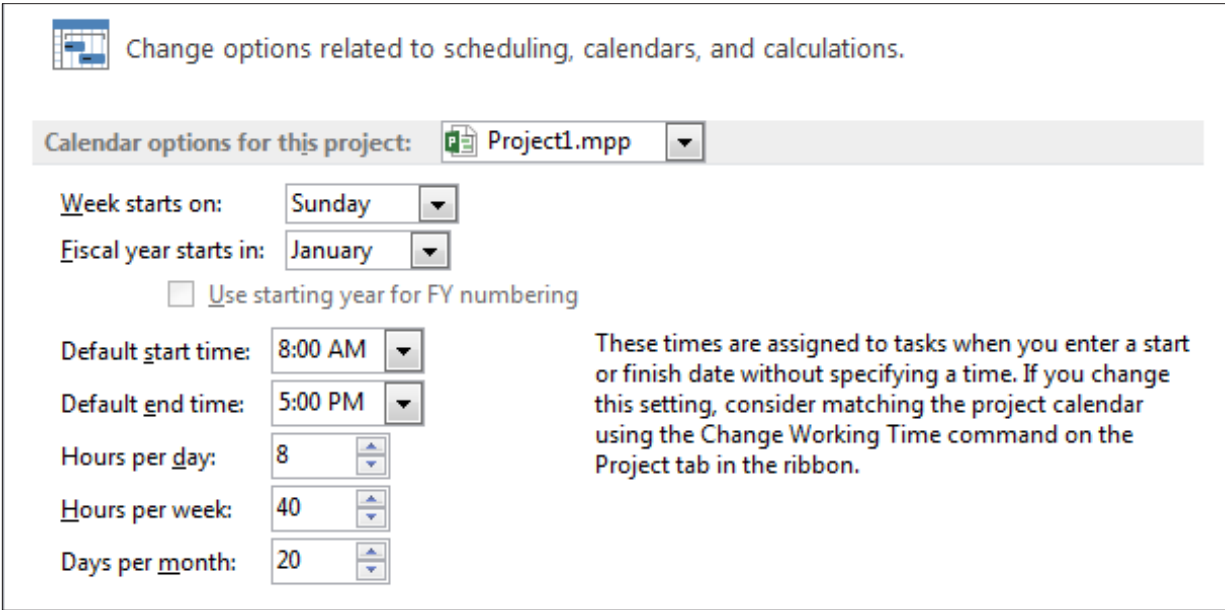 Change options related to scheduling, calendars, and calculations.
Calendar options for this project: Project1.mpp
Week starts on: Sunday
Fiscal year starts in: January
Use starting year for FY numbering
Default start time: 8:00 AM
Default end time: 5:00 PM
Hours per day: 8
Hours per week: 40
Days per month: 20
These times are assigned to tasks when you enter a start
or finish date without specifying a time. If you change
this setting, consider matching the project calendar
using the Change Working Time command on the
Project tab in the ribbon.